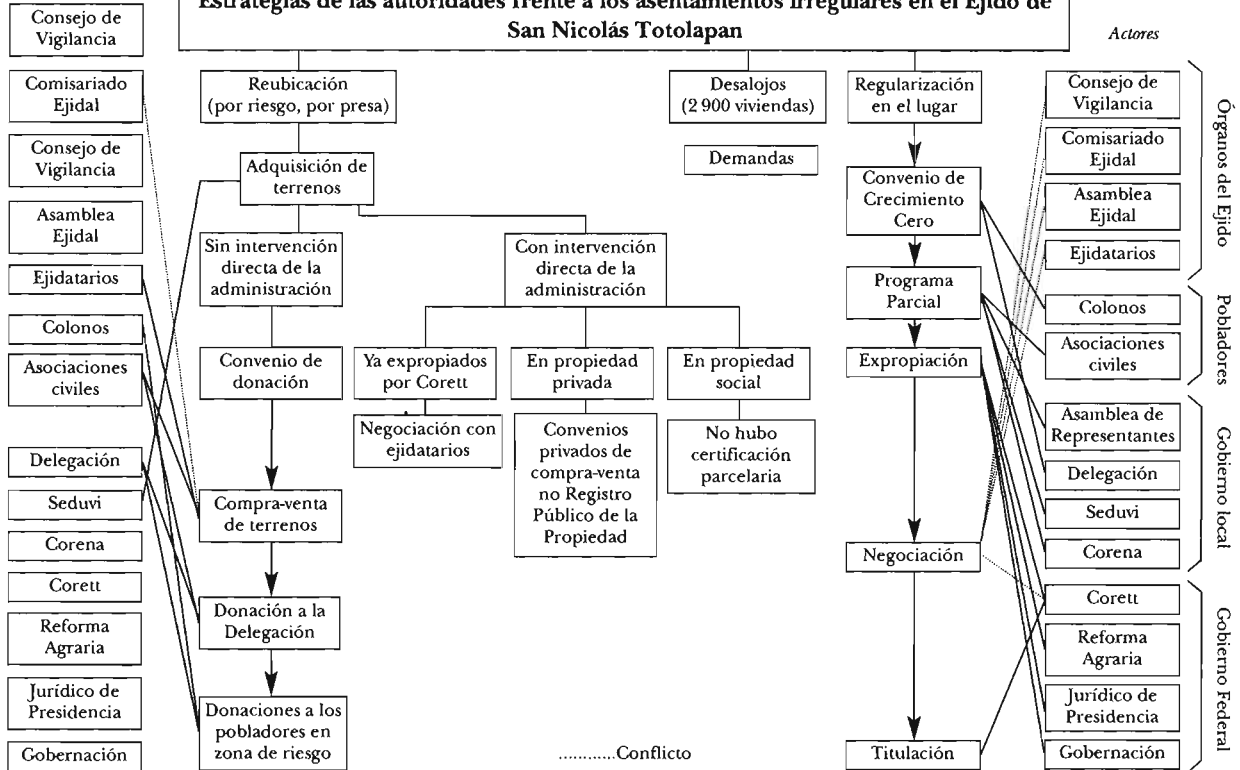 Estrategias de las autoridades frente a los asentamientos irregulares en el Ejido de
San Nicolás Totolapan
Consejo de
Vigilancia
Comisariado
Ejidal
Consejo de
Vigilancia
Asamblea
Ejidal
Ejidatarios
Colonos
Asociaciones
civiles
Delegación
Seduvi
Corena
Corett
Reforma
Agraria
Jurídico de
Presidencia
Gobernación
Reubicación
(por riesgo, por presa)
Adquisición de
terrenos
Sin intervención
directa de la
administración
Convenio de
donación
Compra-venta
de terrenos
Donación a la
Delegación
Donaciones a los
pobladores en
zona de riesgo
Con intervención
directa de la
administración
Ya expropiados
por Corett
Negociación con
ejidatarios
En propiedad
privada
Convenios
privados de
compra-venta
no Registro
Público de la
Propiedad
En propiedad
social
No hubo
certificación
parcelaria
Desalojos
(2 900 viviendas)
Demandas
............Conflicto
Regularización
en el lugar
Convenio de
Crecimiento
Cero
Programa
Parcial
Expropiación
Negociación
Titulación
Actores
Consejo de
Vigilancia
Comisariado
Ejidal
Asamblea
Ejidal
Ejidatarios
Órganos del Ejido
Colonos
Asociaciones
civiles
Pobladores
Asamblea de
Representantes
Delegación
Seduvi
Corena
Gobierno local
Corett
Reforma
Agraria
Jurídico de
Presidencia
Gobernación
Gobierno Federal